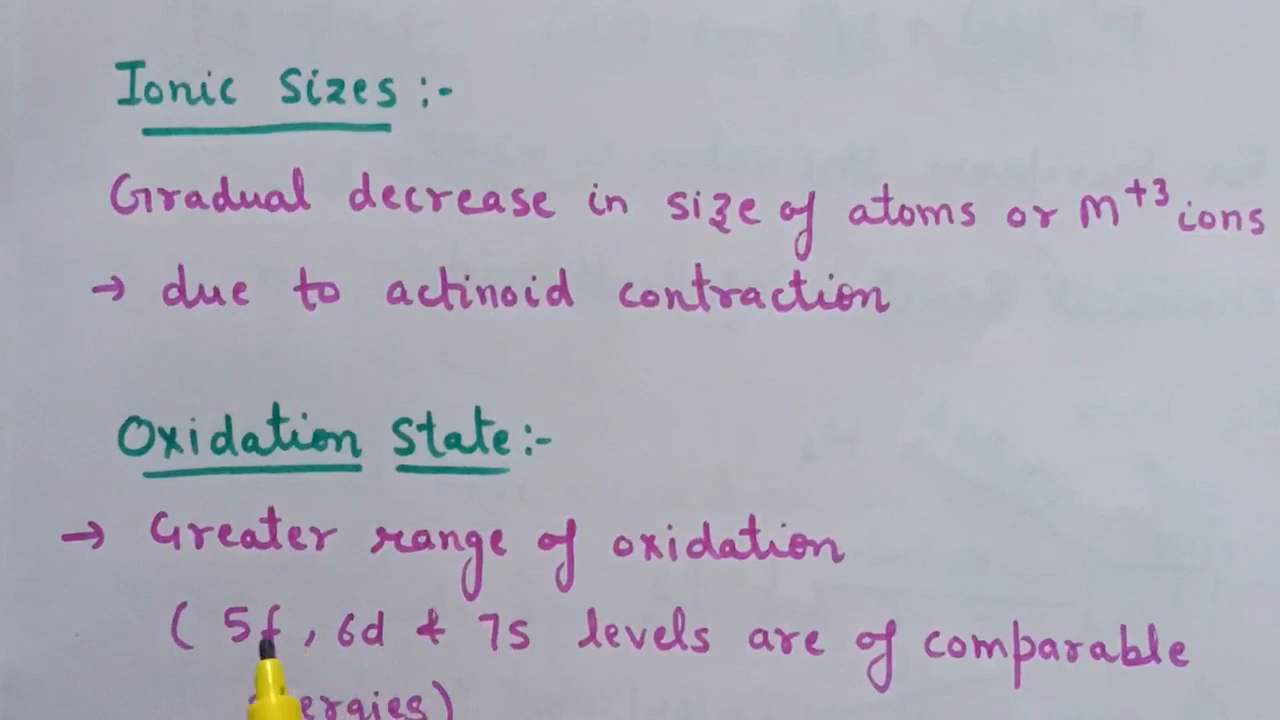 Ionic Sizes :-
Gradual decrease in size of atoms or M+3 ions
→ due to actinoid contraction
Oxidation State :-
→ Greater range of oxidation
( 5f, 6d & 7s levels are of comparable